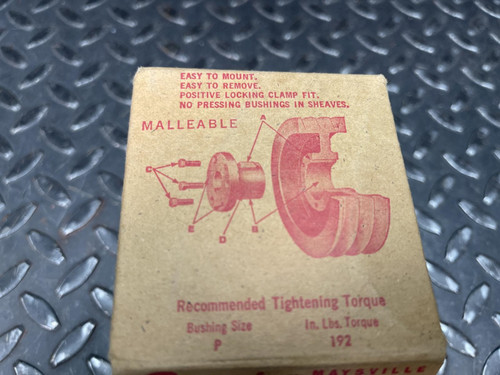 EASY TO MOUNT.
EASY TO REMOVE.
POSITIVE LOCKING CLAMP FIT.
NO PRESSING BUSHINGS IN SHEAVES.
MALLEABLE
A
C
E
D
B
Recommended Tightening Torque
Bushing Size In. Lbs. Torque
P 192
MAYSVILLE